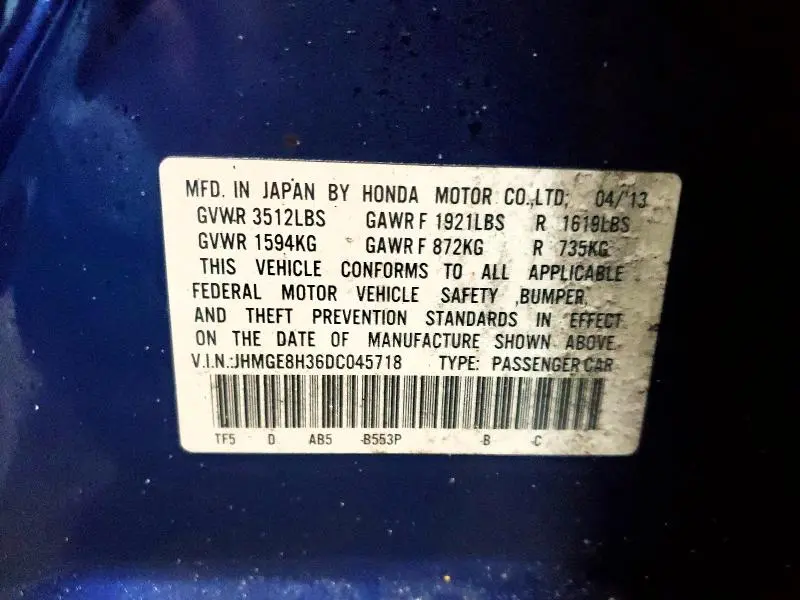 MFD. IN JAPAN BY HONDA MOTOR CO.,LTD; 04/'13
GVWR 3512LBS GAWR F 1921LBS R 1619LBS
GVWR 1594KG GAWR F 872KG R 735KG
THIS VEHICLE CONFORMS TO ALL APPLICABLE
FEDERAL MOTOR VEHICLE SAFETY ,BUMPER,
AND THEFT PREVENTION STANDARDS IN EFFECT
ON THE DATE OF MANUFACTURE SHOWN ABOVE.
V.I.N.:JHMGE8H36DC045718 TYPE: PASSENGER CAR
TF5 D AB5 -B553P -B -C